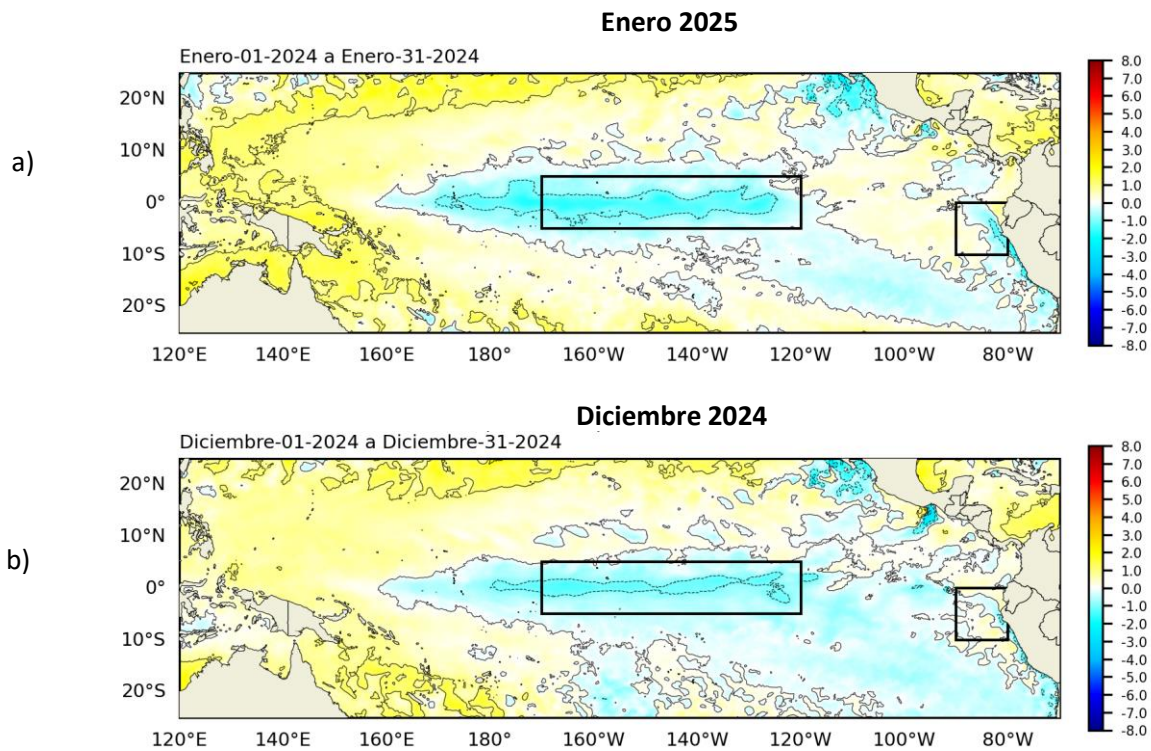 Enero 2025
Enero-01-2024 a Enero-31-2024
a)
20°N
10°N
0°
10°S
20°S
120°E 140°E 160°E 180° 160°W 140°W 120°W 100°W 80°W
8.0
7.0
6.0
5.0
4.0
3.0
2.0
1.0
0.0
-1.0
-2.0
-3.0
-4.0
-5.0
-6.0
-7.0
-8.0
Diciembre 2024
Diciembre-01-2024 a Diciembre-31-2024
b)
20°N
10°N
0°
10°S
20°S
120°E 140°E 160°E 180° 160°W 140°W 120°W 100°W 80°W
8.0
7.0
6.0
5.0
4.0
3.0
2.0
1.0
0.0
-1.0
-2.0
-3.0
-4.0
-5.0
-6.0
-7.0
-8.0